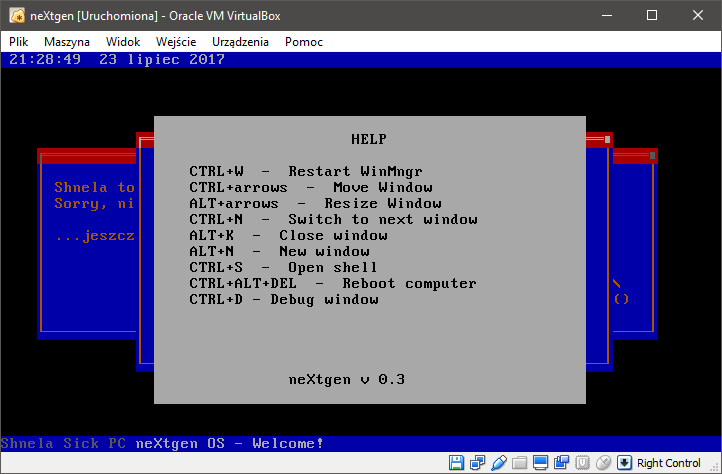 neXtgen [Uruchomiona] - Oracle VM VirtualBox
Plik Maszyna Widok Wejście Urządzenia Pomoc
21:28:49 23 lipiec 2017
HELP
CTRL+W - Restart WinMngr
CTRL+arrows - Move Window
ALT+arrows - Resize Window
CTRL+N - Switch to next window
ALT+K - Close window
ALT+N - New window
CTRL+S - Open shell
CTRL+ALT+DEL - Reboot computer
CTRL+D - Debug window
neXtgen v 0.3
Shnela to
Sorry, ni
...jeszcz
\
()
Shnela Sick PC neXtgen OS - Welcome!
Right Control